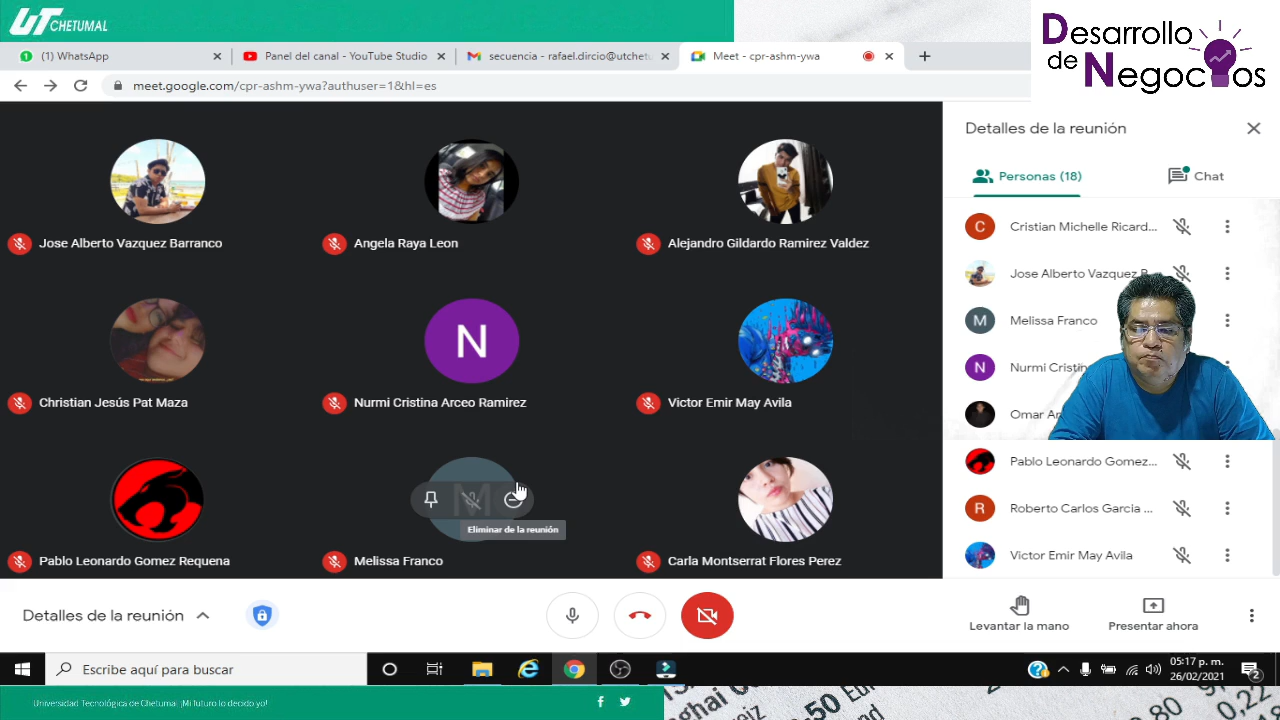 UT CHETUMAL
Desarrollo
de Negocios
(1) WhatsApp
Panel del canal - YouTube Studio
secuencia - rafael.dircio@utchetu
Meet - cpr-ashm-ywa
meet.google.com/cpr-ashm-ywa?authuser=1&hl=es
Detalles de la reunión
Personas (18)
Chat
Jose Alberto Vazquez Barranco
Angela Raya Leon
Alejandro Gildardo Ramirez Valdez
C
Cristian Michelle Ricard...
Jose Alberto Vazquez B
M
Melissa Franco
N
Nurmi Cristin
Omar
Pablo Leonardo Gomez...
R
Roberto Carlos Garcia ...
Victor Emir May Avila
N
Christian Jesús Pat Maza
Nurmi Cristina Arceo Ramirez
Victor Emir May Avila
M
Eliminar de la reunión
Pablo Leonardo Gomez Requena
Melissa Franco
Carla Montserrat Flores Perez
Detalles de la reunión
Levantar la mano
Presentar ahora
Escribe aquí para buscar
05:17 p. m.
26/02/2021
2
Universidad Tecnológica de Chetumal ¡Mi futuro lo decido yo!
0,80
0,22